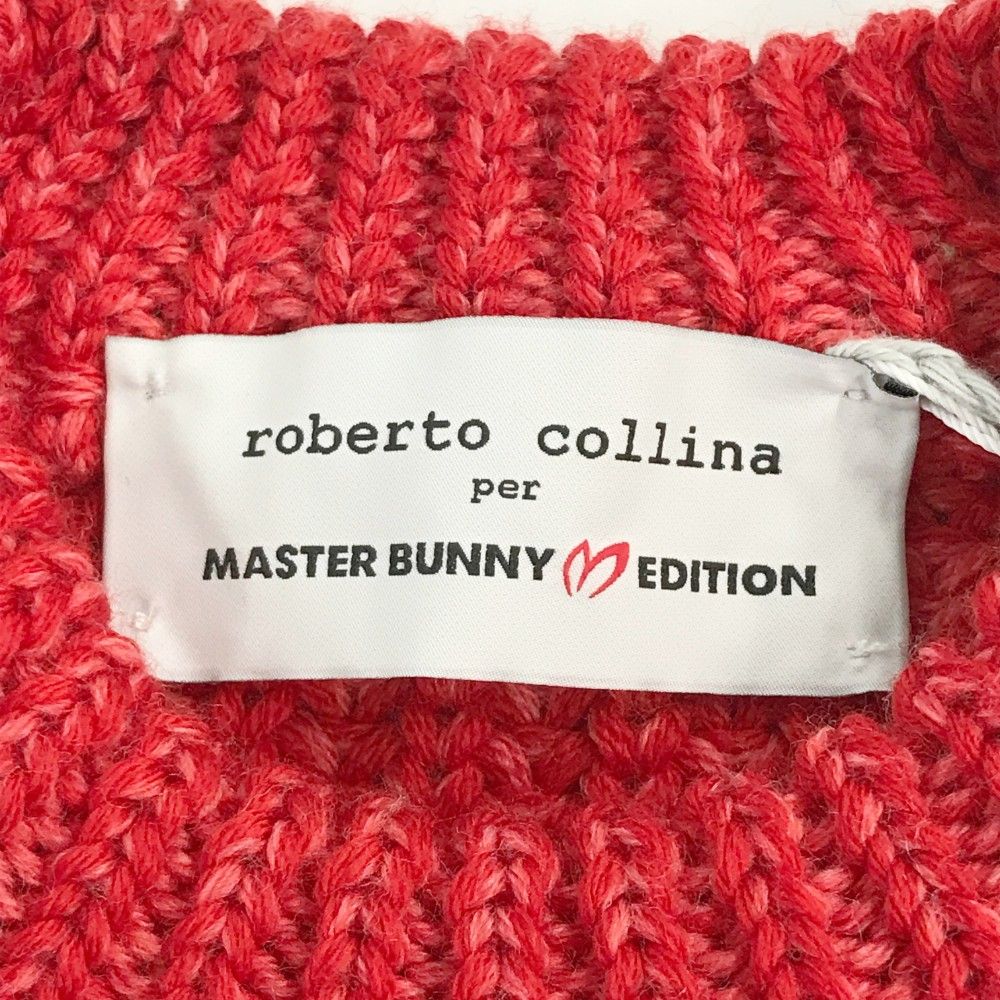 roberto collina
per
MASTER BUNNY EDITION